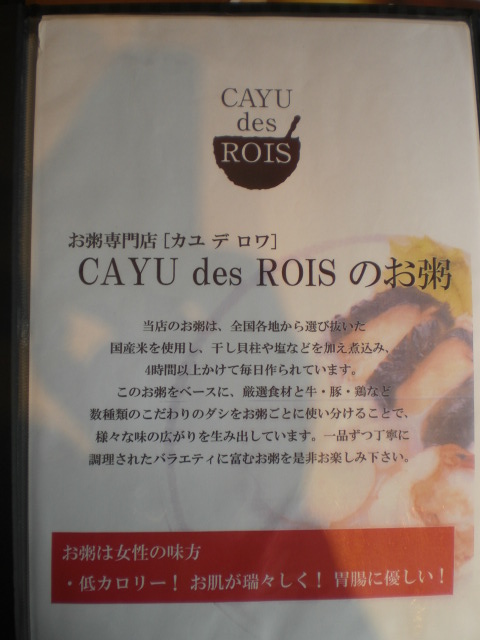 CAYU
des
ROIS
お粥専門店 [カユ デ ロワ]
CAYU des ROIS のお粥
当店のお粥は、全国各地から選び抜いた
国産米を使用し、干し貝柱や塩などを加え煮込み、
4時間以上かけて毎日作られています。
このお粥をベースに、厳選食材と牛・豚・鶏など
数種類のこだわりのダシをお粥ごとに使い分けることで、
様々な味の広がりを生み出しています。一品ずつ丁寧に
調理されたバラエティに富むお粥を是非お楽しみ下さい。
お粥は女性の味方
・低カロリー！ お肌が瑞々しく！ 胃腸に優しい！